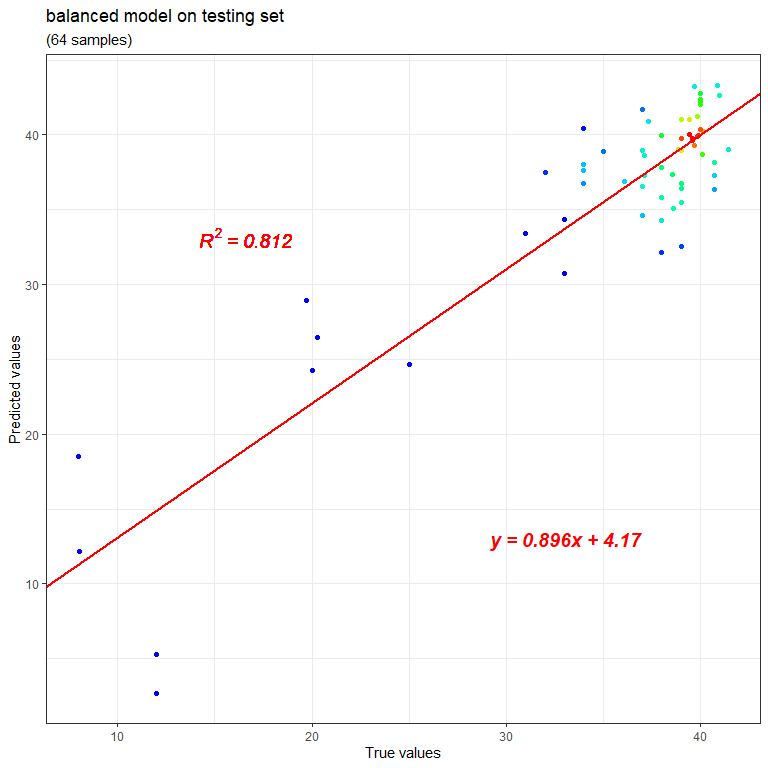 balanced model on testing set
(64 samples)
40
30
20
10
Predicted values
R² = 0.812
y = 0.896x + 4.17
10 20 30 40
True values